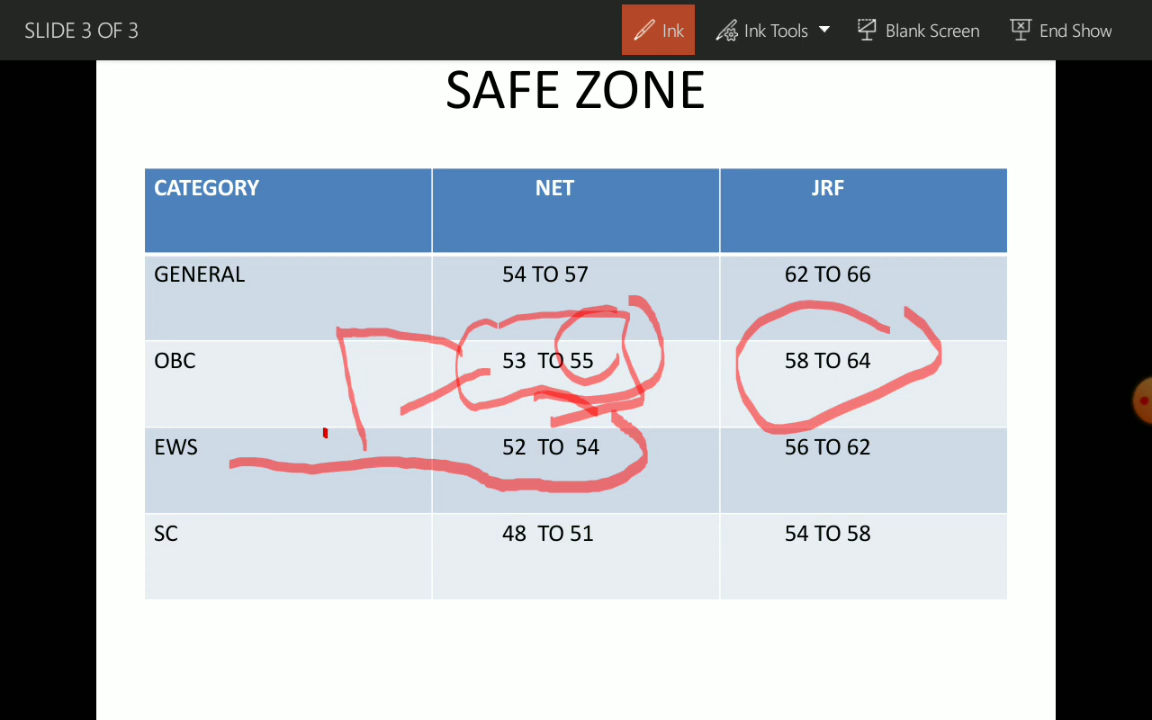 SLIDE 3 OF 3 Ink Ink Tools Blank Screen End Show
SAFE ZONE
CATEGORY NET JRF
GENERAL 54 TO 57 62 TO 66
OBC 53 TO 55 58 TO 64
EWS 52 TO 54 56 TO 62
SC 48 TO 51 54 TO 58